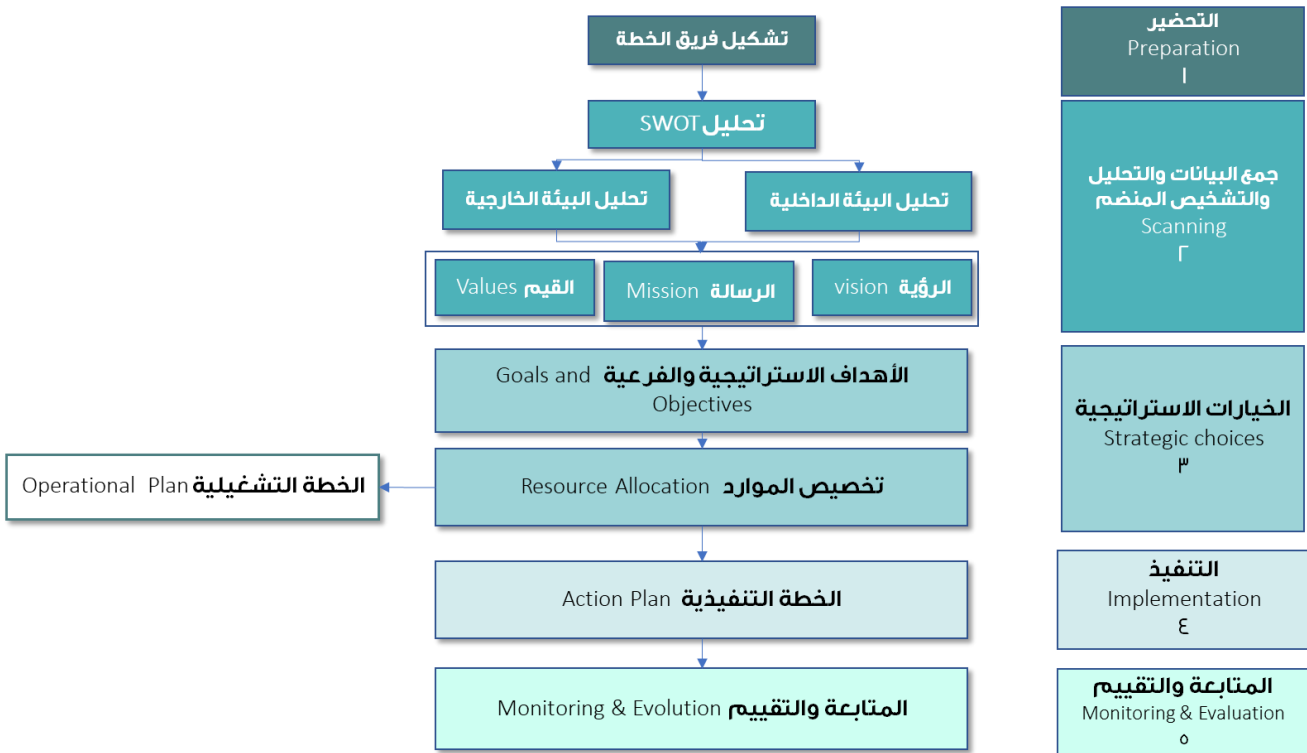 تشكيل فريق الخطة
تحليل SWOT
تحليل البيئة الداخلية
تحليل البيئة الخارجية
الرؤية vision
الرسالة Mission
القيم Values
الأهداف الاستراتيجية والفرعية Goals and
Objectives
تخصيص الموارد Resource Allocation
الخطة التشغيلية Operational Plan
الخطة التنفيذية Action Plan
المتابعة والتقييم Monitoring & Evolution
التحضير
Preparation
١
جمع البيانات والتحليل
والتشخيص المنضم
Scanning
٢
الخيارات الاستراتيجية
Strategic choices
٣
التنفيذ
Implementation
٤
المتابعة والتقييم
Monitoring & Evaluation
٥